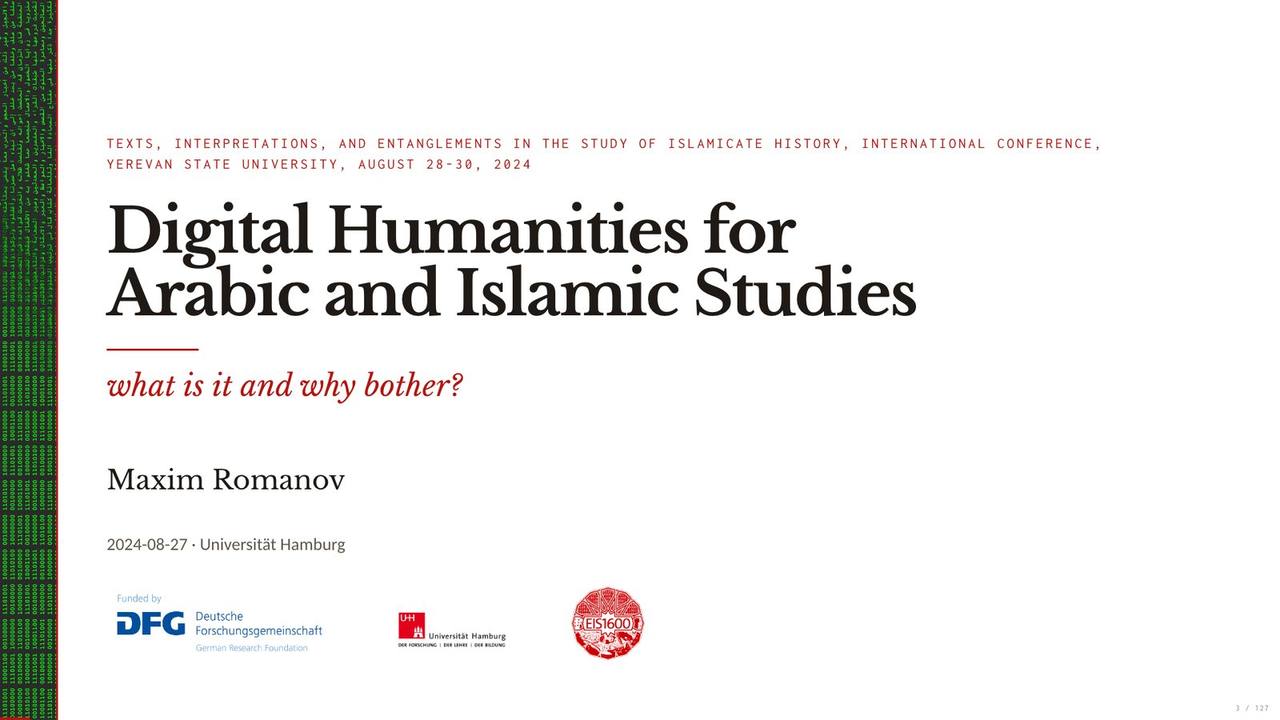 TEXTS, INTERPRETATIONS, AND ENTANGLEMENTS IN THE STUDY OF ISLAMICATE HISTORY, INTERNATIONAL CONFERENCE,
YEREVAN STATE UNIVERSITY, AUGUST 28-30, 2024
Digital Humanities for
Arabic and Islamic Studies
what is it and why bother?
Maxim Romanov
2024-08-27 · Universität Hamburg
Funded by
DFG Deutsche
Forschungsgemeinschaft
German Research Foundation
UH
Universität Hamburg
DER FORSCHUNG | DER LEHRE | DER BILDUNG
EIS1600
3 / 127